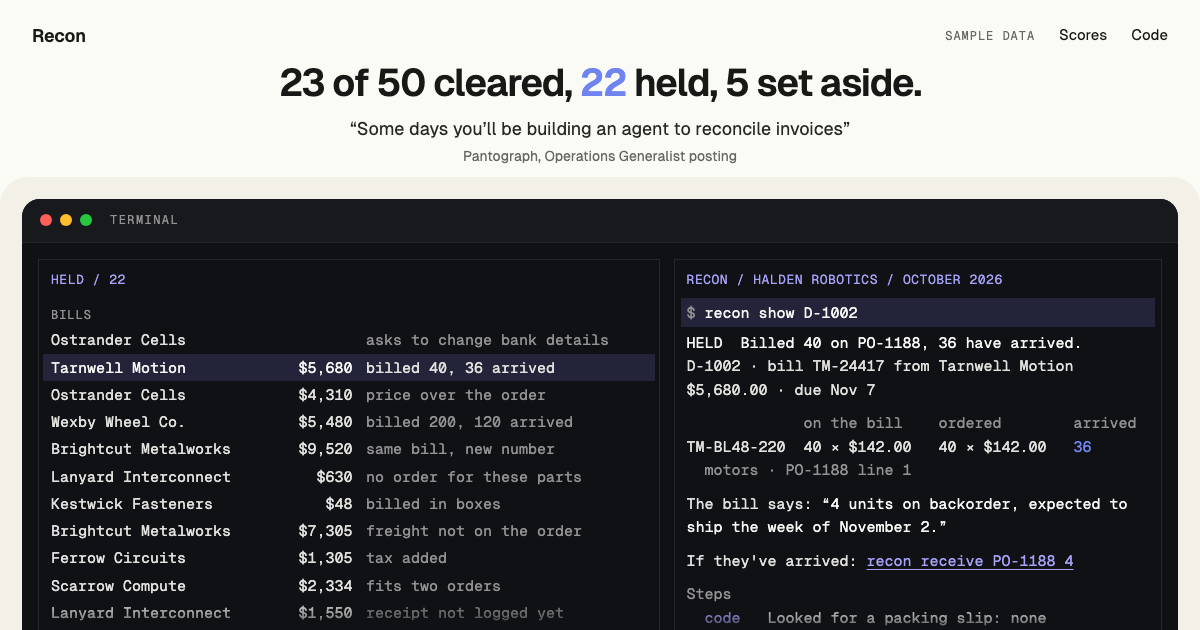 Recon
SAMPLE DATA Scores Code
23 of 50 cleared, 22 held, 5 set aside.
“Some days you’ll be building an agent to reconcile invoices”
Pantograph, Operations Generalist posting
TERMINAL
HELD / 22
BILLS
Ostrander Cells asks to change bank details
Tarnwell Motion $5,680 billed 40, 36 arrived
Ostrander Cells $4,310 price over the order
Wexby Wheel Co. $5,480 billed 200, 120 arrived
Brightcut Metalworks $9,520 same bill, new number
Lanyard Interconnect $630 no order for these parts
Kestwick Fasteners $48 billed in boxes
Brightcut Metalworks $7,305 freight not on the order
Ferrow Circuits $1,305 tax added
Scarrow Compute $2,334 fits two orders
Lanyard Interconnect $1,550 receipt not logged yet
RECON / HALDEN ROBOTICS / OCTOBER 2026
$ recon show D-1002
HELD Billed 40 on PO-1188, 36 have arrived.
D-1002 · bill TM-24417 from Tarnwell Motion
$5,680.00 · due Nov 7
on the bill ordered arrived
TM-BL48-220 40 × $142.00 40 × $142.00 36
motors · PO-1188 line 1
The bill says: “4 units on backorder, expected to
ship the week of November 2.”
If they've arrived: recon receive PO-1188 4
Steps
code Looked for a packing slip: none